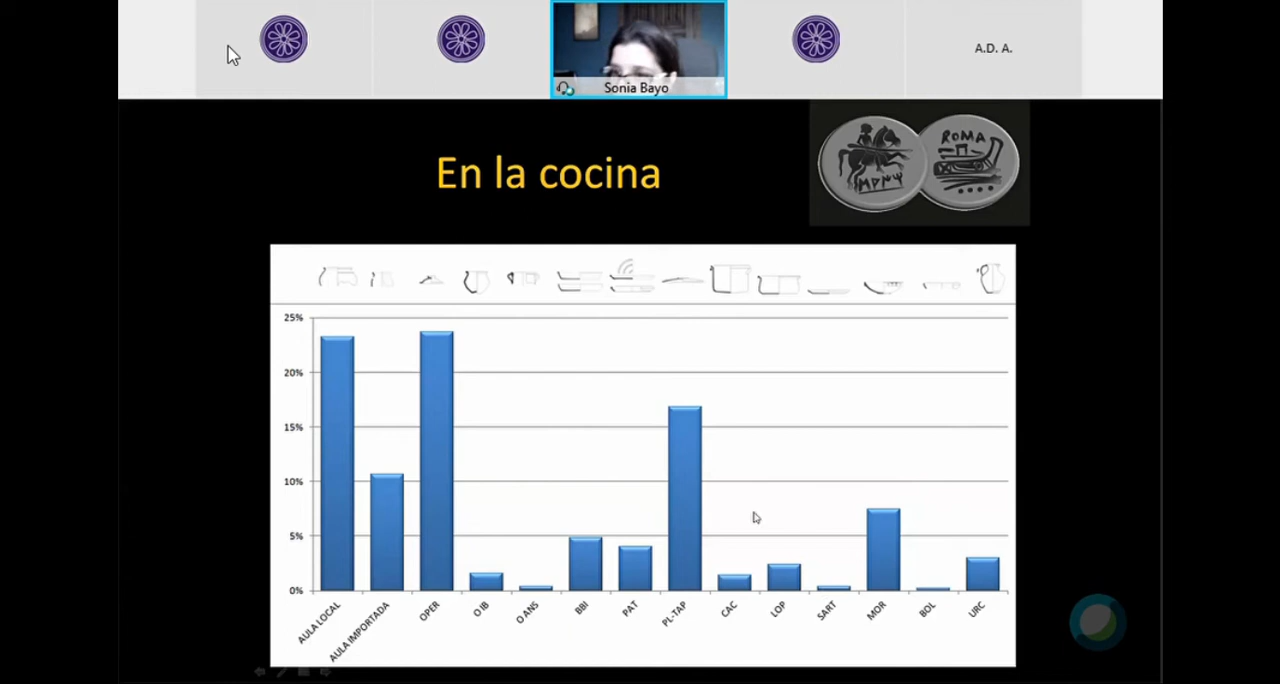 A.D. A.
Sonia Bayo
En la cocina
ROMA
25%
20%
15%
10%
5%
0%
AULA LOCAL
AULA IMPORTADA
OPER
O IB
O ANS
BBI
PAT
PL-TAP
CAC
LOP
SART
MOR
BOL
URC